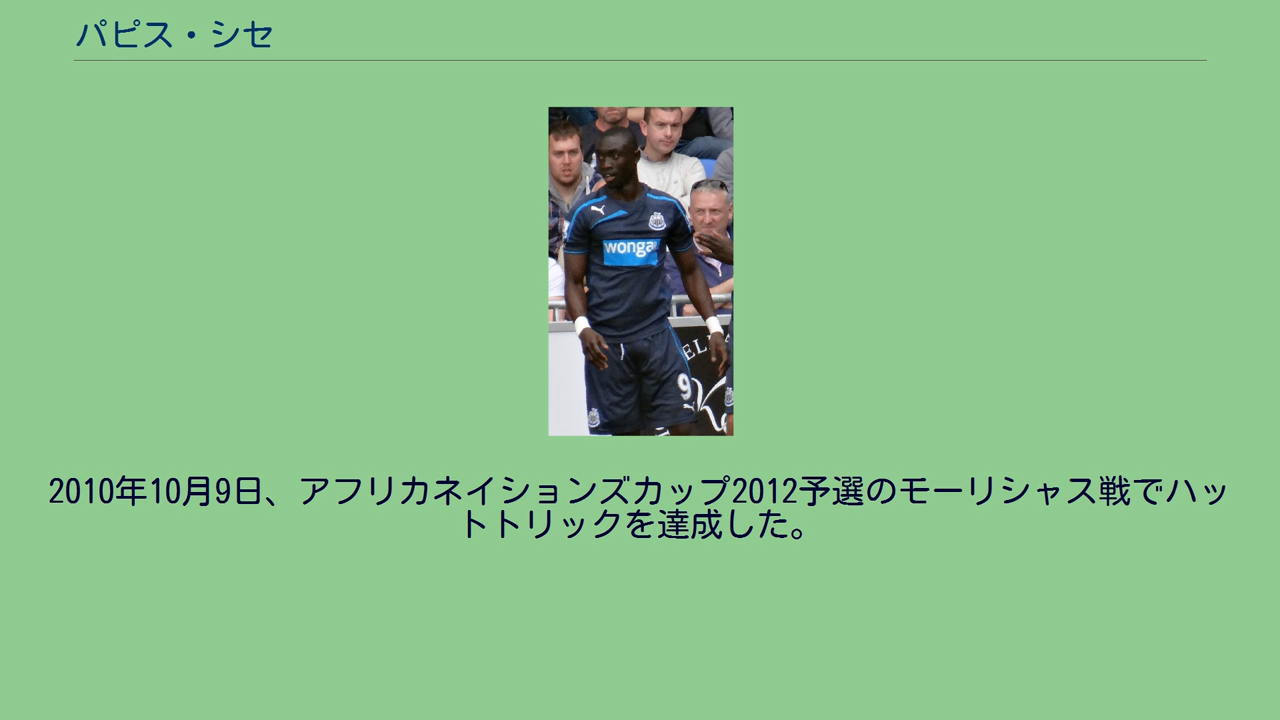 パピス・シセ
wonga
9
2010年10月9日、アフリカネイションズカップ2012予選のモーリシャス戦でハッ
トトリックを達成した。